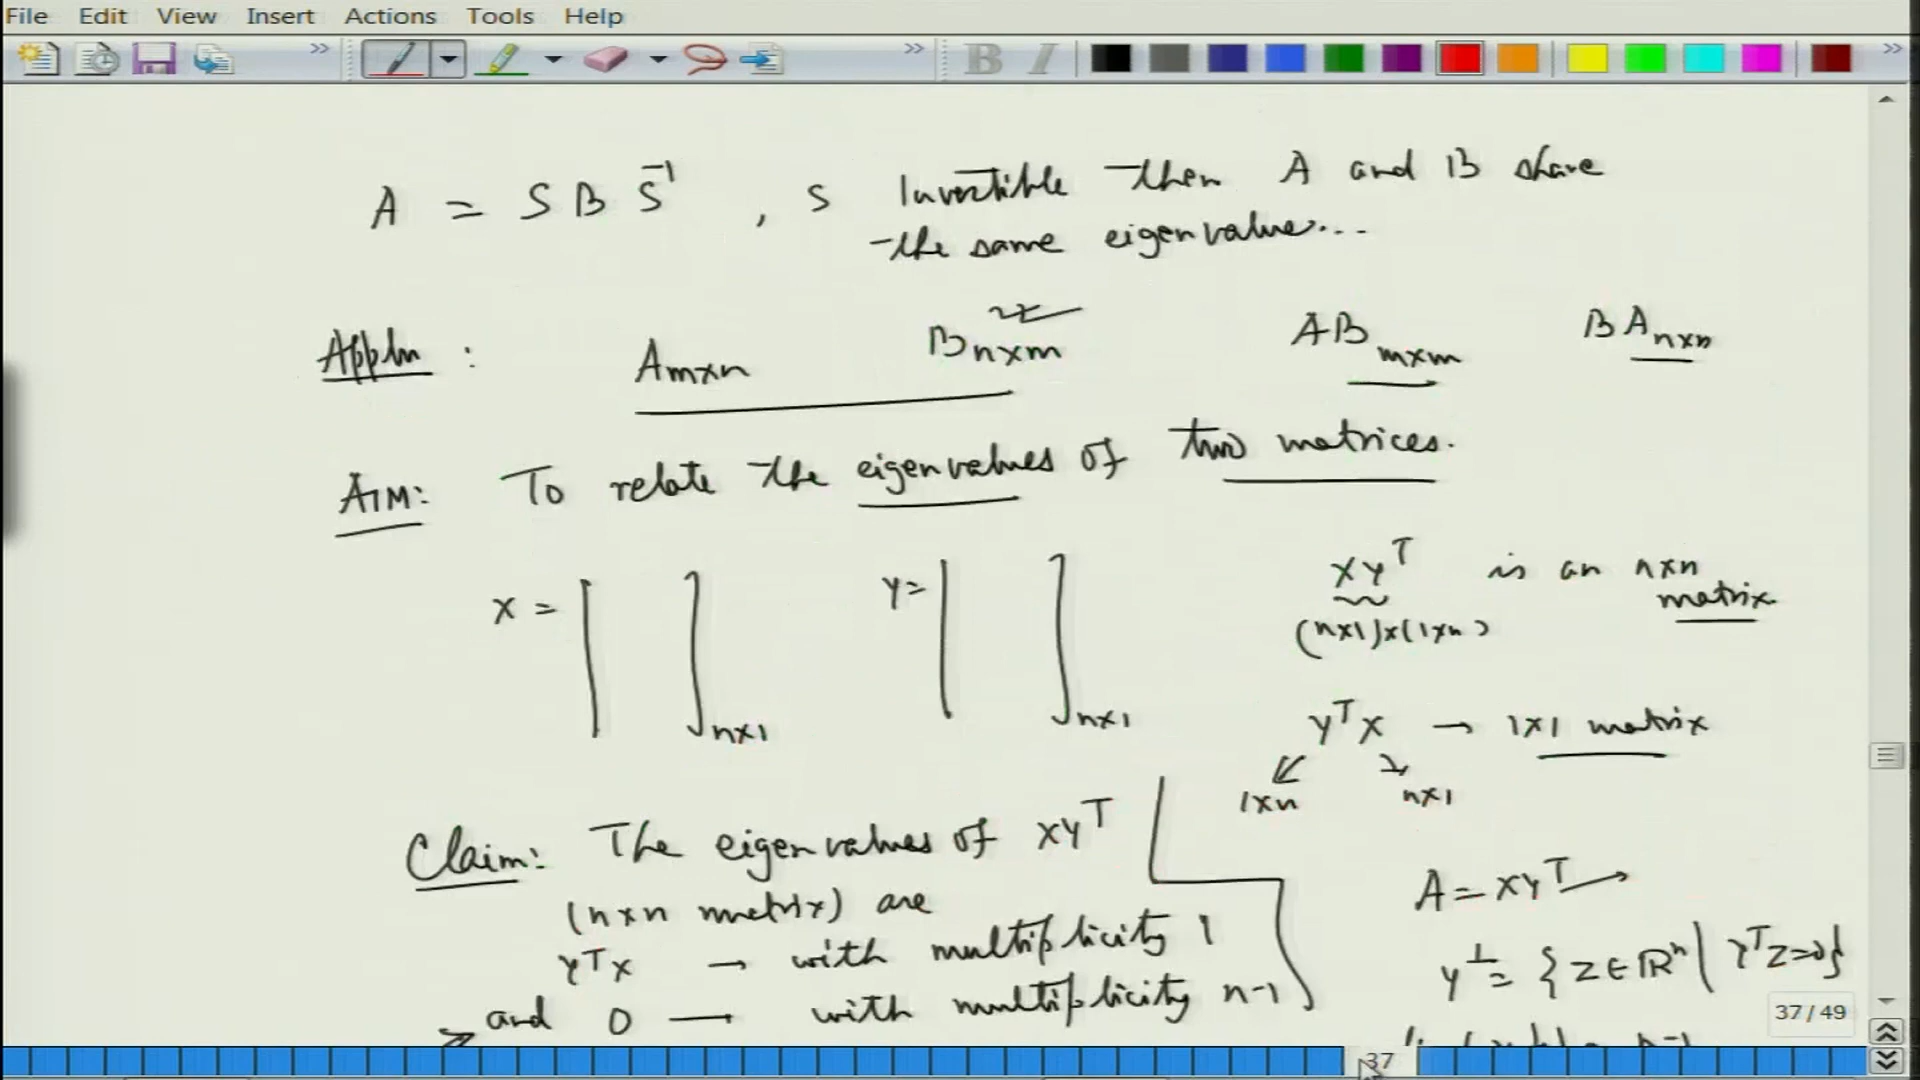 File Edit View Insert Actions Tools Help
B I
A = S B S⁻¹ , S Invertible then A and B share
the same eigenvalue...
Appln : A m×n B n×m AB m×m BA n×n
AIM: To relate the eigenvalues of two matrices.
X = [ ] n×1 Y = [ ] n×1
XYᵀ is an n×n
matrix
(n×1)×(1×n)
YᵀX → 1×1 matrix
1×n n×1
Claim: The eigenvalues of XYᵀ
(n×n matrix) are
YᵀX → with multiplicity 1
and 0 — with multiplicity n-1
A = XYᵀ →
Y⊥ = {Z∈ℝⁿ | YᵀZ=0}
n-1
37 / 49
37